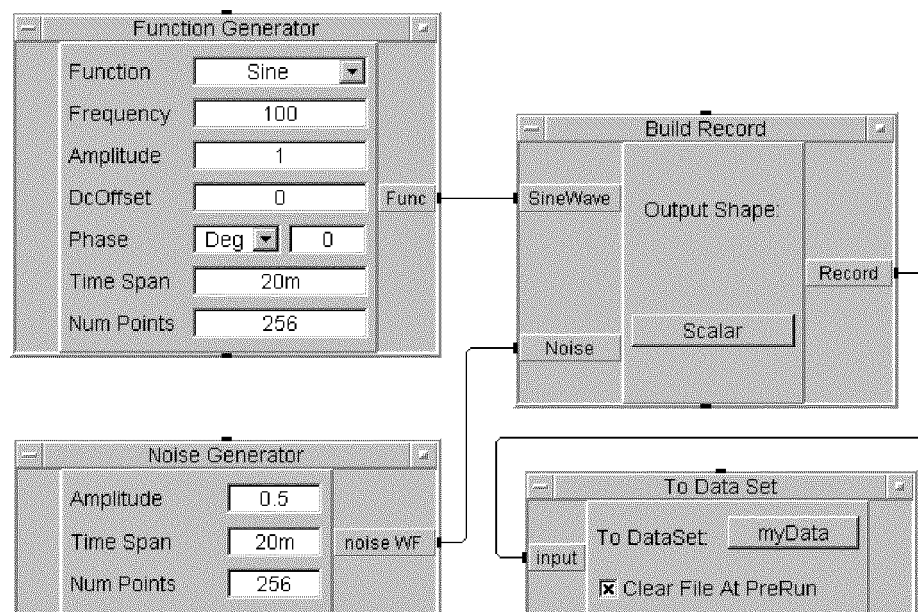 Function Generator
Function Sine
Frequency 100
Amplitude 1
DcOffset 0
Func
Phase Deg 0
Time Span 20m
Num Points 256
Build Record
SineWave
Output Shape:
Record
Scalar
Noise
Noise Generator
Amplitude 0.5
Time Span 20m
noise WF
Num Points 256
To Data Set
To DataSet: myData
input
Clear File At PreRun